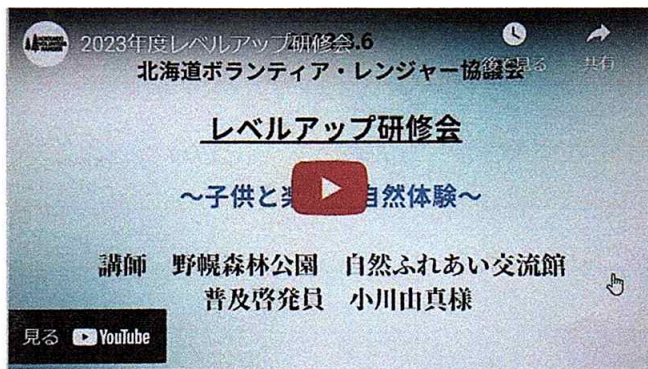 2023年度レベルアップ研修会
後で見る
共有
北海道ボランティア・レンジャー協議会
レベルアップ研修会
講師 野幌森林公園 自然ふれあい交流館
普及啓発員 小川由真様
～子供と
自然体験～
見る YouTube